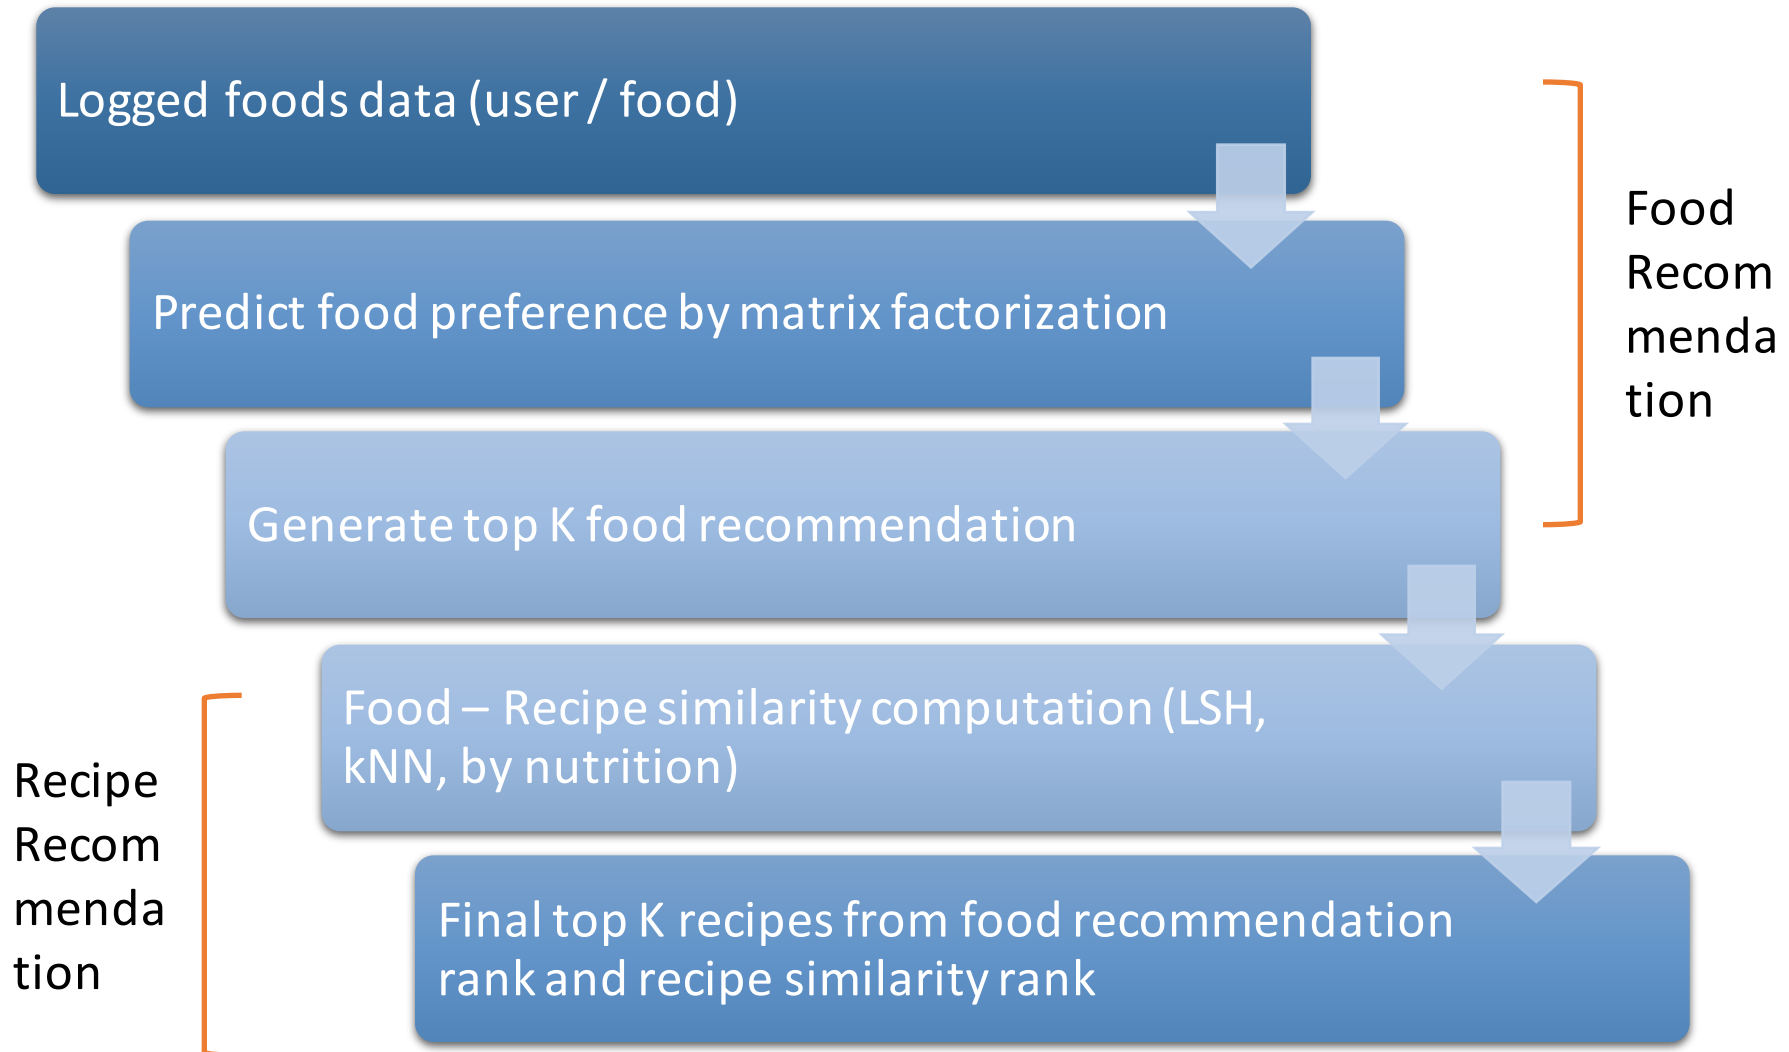 Logged foods data (user / food)
Predict food preference by matrix factorization
Generate top K food recommendation
Food
Recom
menda
tion
Food – Recipe similarity computation (LSH,
kNN, by nutrition)
Recipe
Recom
menda
tion
Final top K recipes from food recommendation
rank and recipe similarity rank